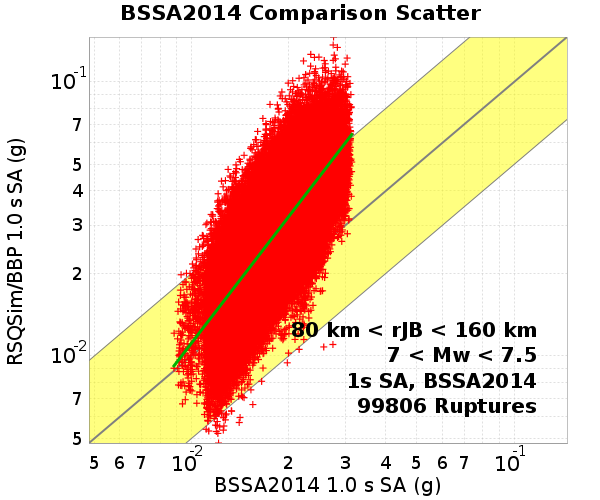 BSSA2014 Comparison Scatter
RSQSim/BBP 1.0 s SA (g)
10-1
7
5
4
3
2
10-2
7
5
80 km < rJB < 160 km
7 < Mw < 7.5
1s SA, BSSA2014
99806 Ruptures
5 6 7 10-2 2 3 4 5 6 7 10-1
BSSA2014 1.0 s SA (g)